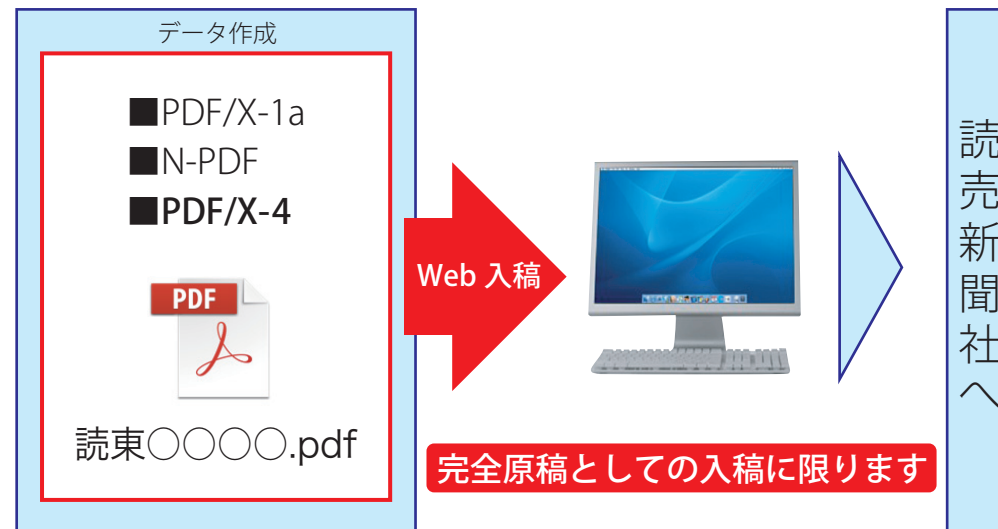 データ作成
■PDF/X-1a
■N-PDF
■PDF/X-4
PDF
読東○○○○.pdf
Web 入稿
完全原稿としての入稿に限ります
読売新聞社へ